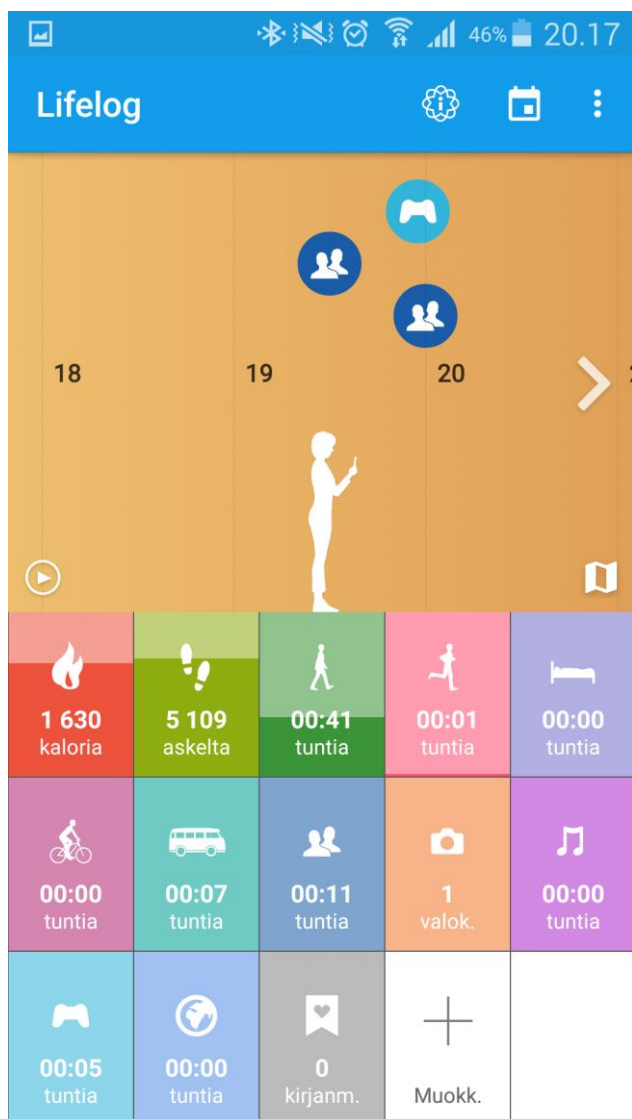 46% 20.17
Lifelog
18 19 20
1 630
kaloria
5 109
askelta
00:41
tuntia
00:01
tuntia
00:00
tuntia
00:00
tuntia
00:07
tuntia
00:11
tuntia
1
valok.
00:00
tuntia
00:05
tuntia
00:00
tuntia
0
kirjanm.
Muokk.